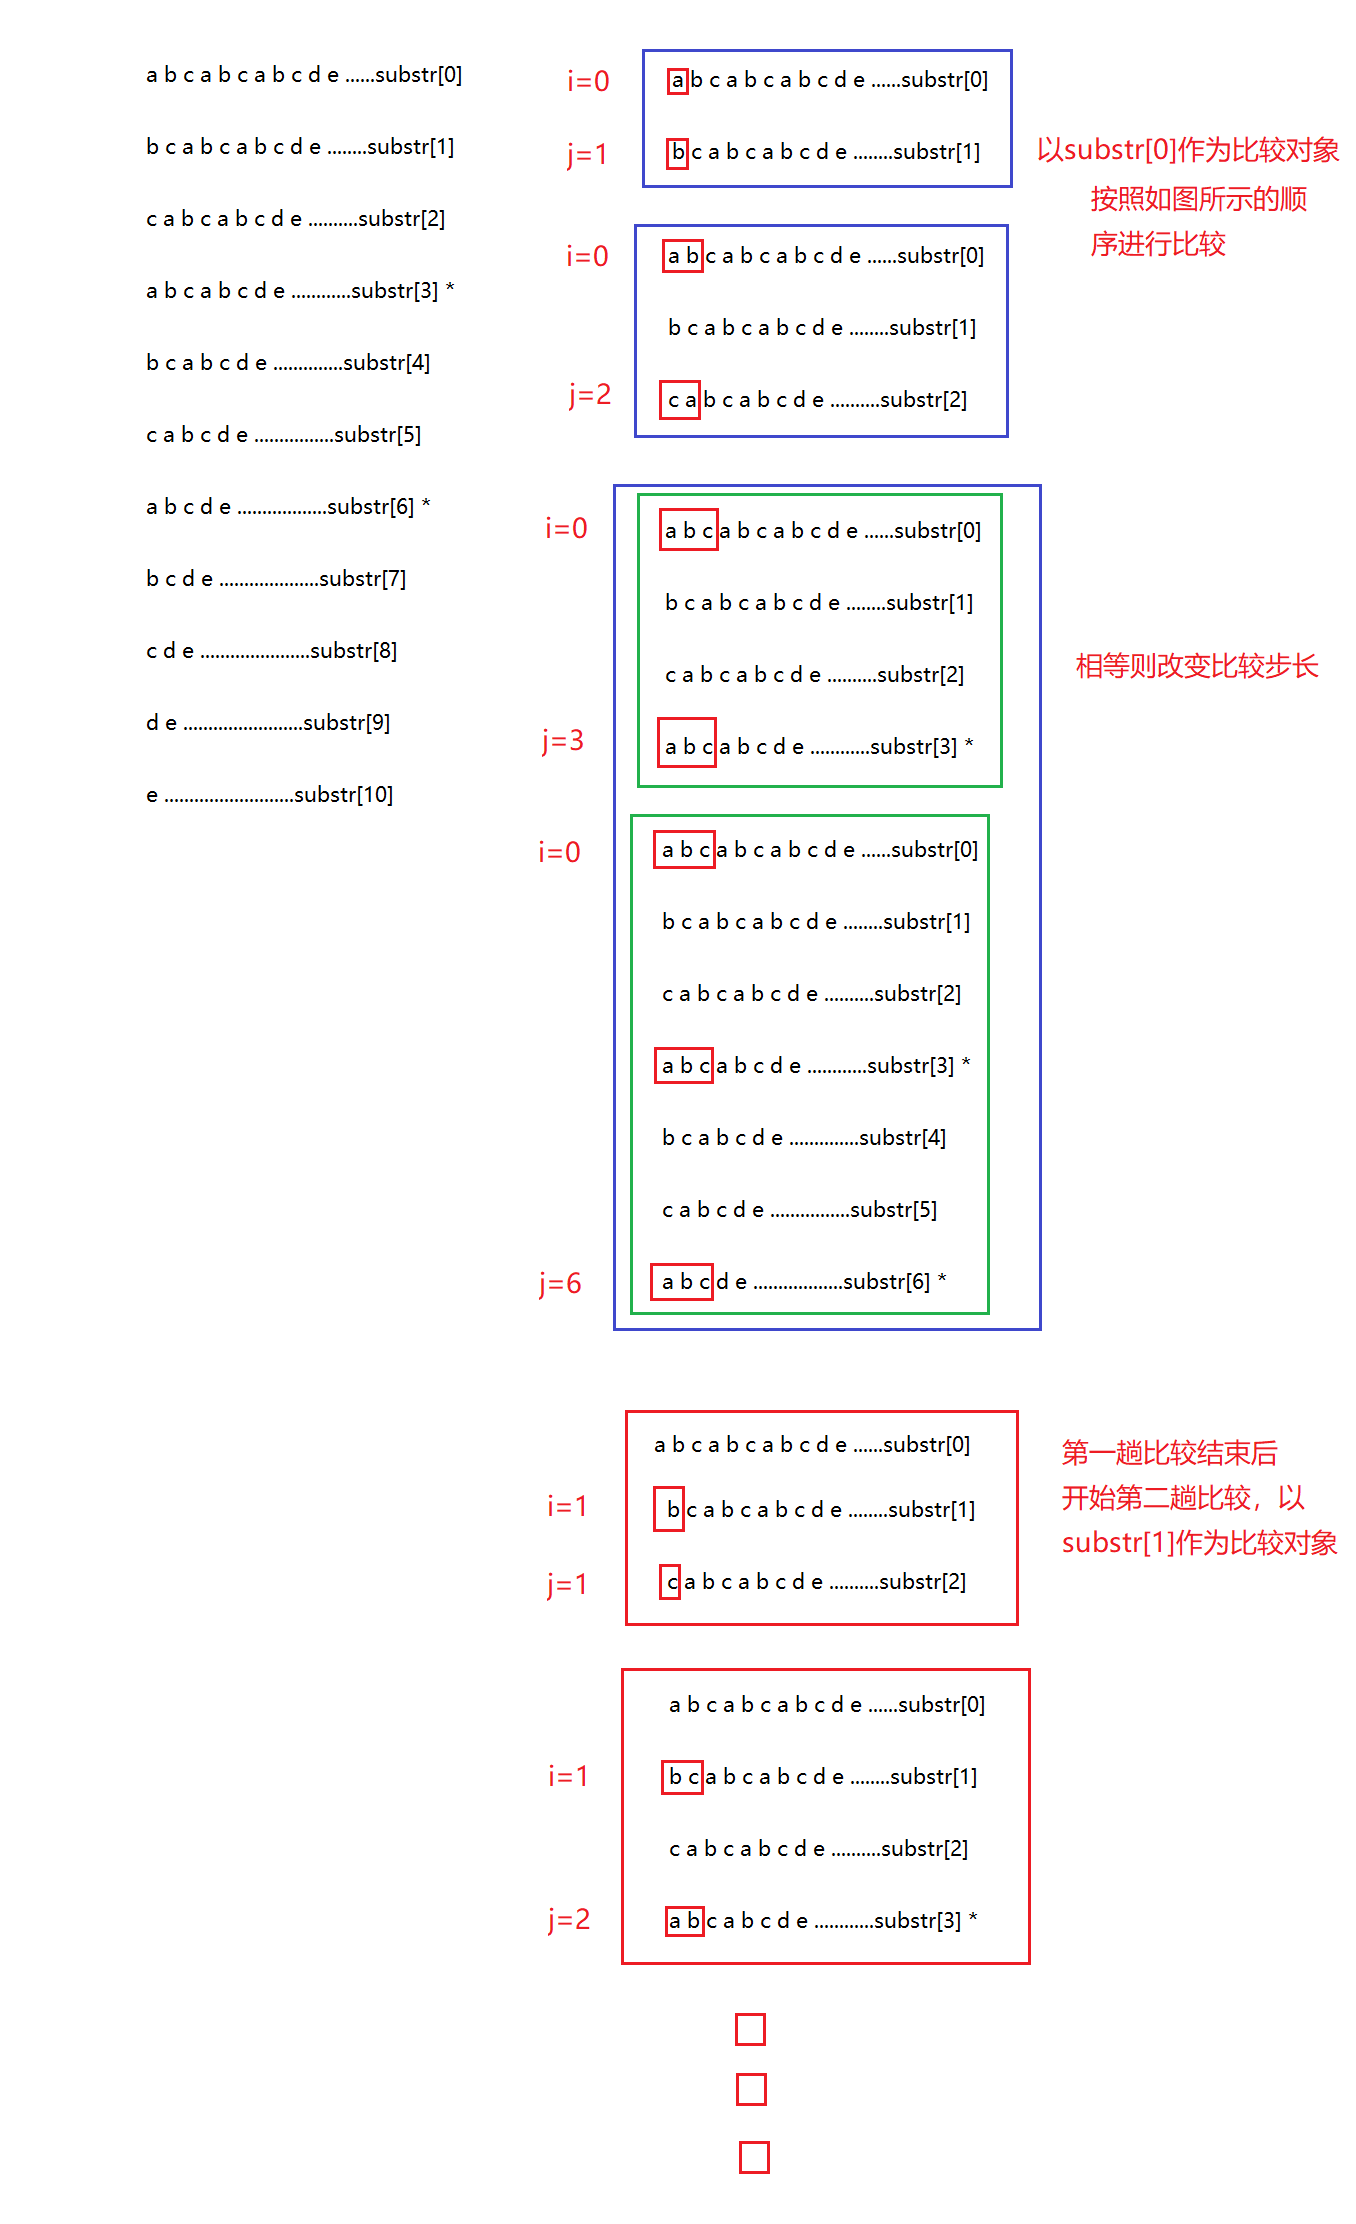 a b c a b c a b c d e ......substr[0]
b c a b c a b c d e ........substr[1]
c a b c a b c d e ..........substr[2]
a b c a b c d e ............substr[3] *
b c a b c d e ..............substr[4]
c a b c d e ................substr[5]
a b c d e ..................substr[6] *
b c d e ....................substr[7]
c d e ......................substr[8]
d e ........................substr[9]
e ..........................substr[10]
i=0
a b c a b c a b c d e ......substr[0]
j=1
b c a b c a b c d e ........substr[1]
以substr[0]作为比较对象
按照如图所示的顺
序进行比较
i=0
a b c a b c a b c d e ......substr[0]
b c a b c a b c d e ........substr[1]
j=2
c a b c a b c d e ..........substr[2]
i=0
a b c a b c a b c d e ......substr[0]
b c a b c a b c d e ........substr[1]
c a b c a b c d e ..........substr[2]
相等则改变比较步长
j=3
a b c a b c d e ............substr[3] *
i=0
a b c a b c a b c d e ......substr[0]
b c a b c a b c d e ........substr[1]
c a b c a b c d e ..........substr[2]
a b c a b c d e ............substr[3] *
b c a b c d e ..............substr[4]
c a b c d e ................substr[5]
j=6
a b c d e ..................substr[6] *
a b c a b c a b c d e ......substr[0]
i=1
b c a b c a b c d e ........substr[1]
j=1
c a b c a b c d e ..........substr[2]
第一趟比较结束后
开始第二趟比较，以
substr[1]作为比较对象
a b c a b c a b c d e ......substr[0]
i=1
b c a b c a b c d e ........substr[1]
c a b c a b c d e ..........substr[2]
j=2
a b c a b c d e ............substr[3] *